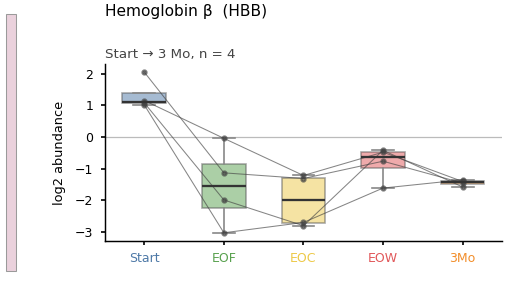 Hemoglobin β (HBB)
Start → 3 Mo, n = 4
log2 abundance
2
1
0
−1
−2
−3
Start EOF EOC EOW 3Mo